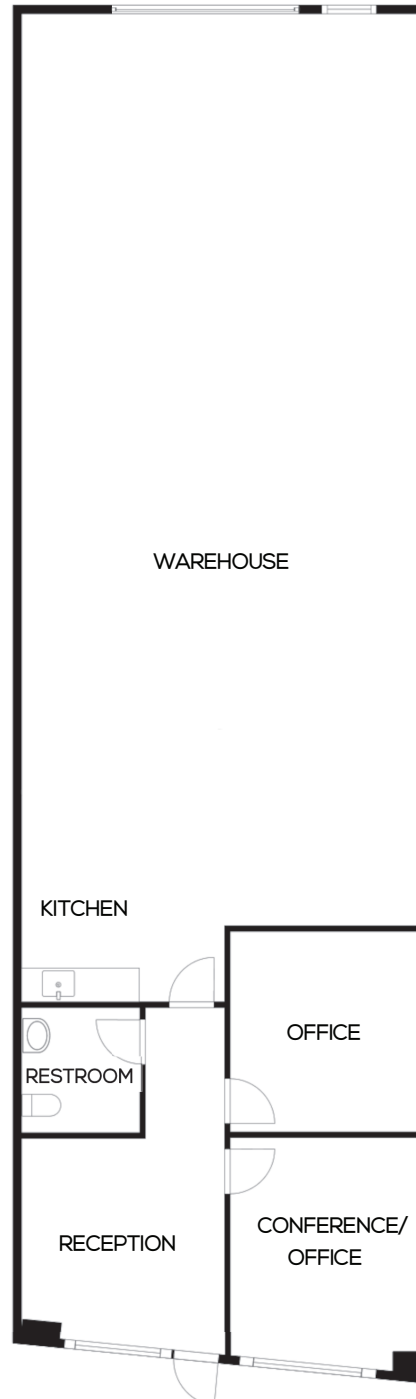 WAREHOUSE
KITCHEN
OFFICE
RESTROOM
RECEPTION
CONFERENCE/
OFFICE